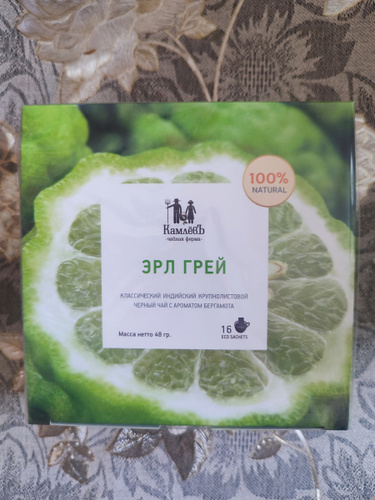 100%
NATURAL
КамлёвЪ
-чайная ферма-
ЭРЛ ГРЕЙ
КЛАССИЧЕСКИЙ ИНДИЙСКИЙ КРУПНОЛИСТОВОЙ
ЧЕРНЫЙ ЧАЙ С АРОМАТОМ БЕРГАМОТА
Масса нетто 48 гр.
16
ECO SACHETS